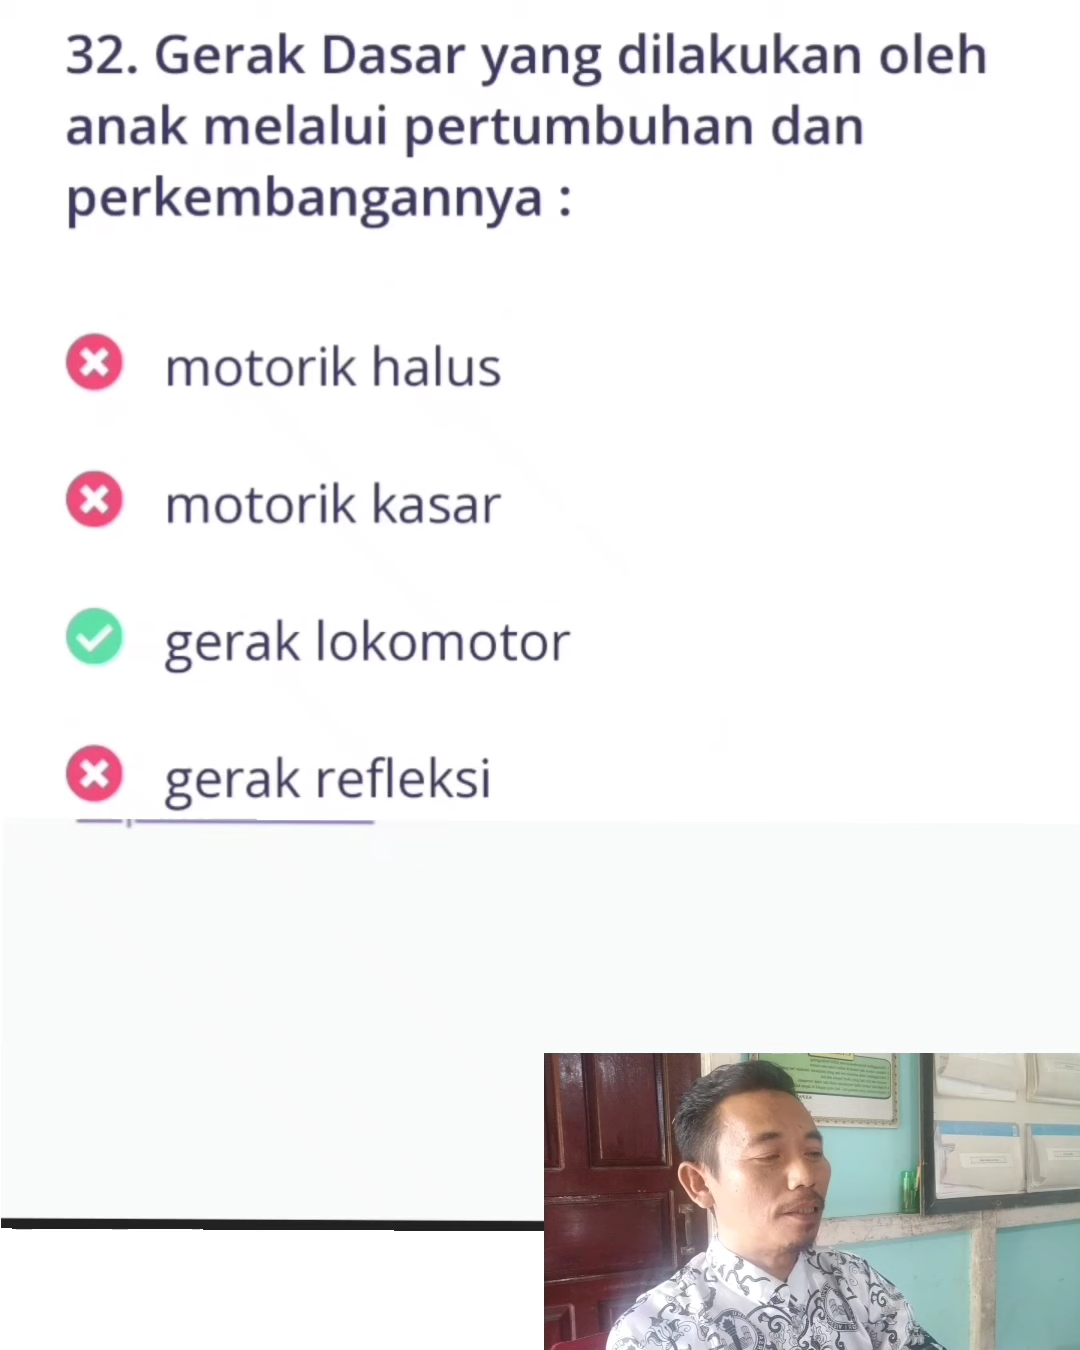 32. Gerak Dasar yang dilakukan oleh
anak melalui pertumbuhan dan
perkembangannya :
motorik halus
motorik kasar
gerak lokomotor
gerak refleksi